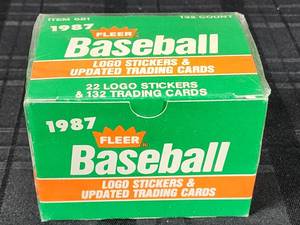 ITEM 681 132 COUNT
1987
FLEER
Baseball
LOGO STICKERS &
UPDATED TRADING CARDS
22 LOGO STICKERS
& 132 TRADING CARDS
1987
FLEER
Baseball
LOGO STICKERS &
UPDATED TRADING CARDS